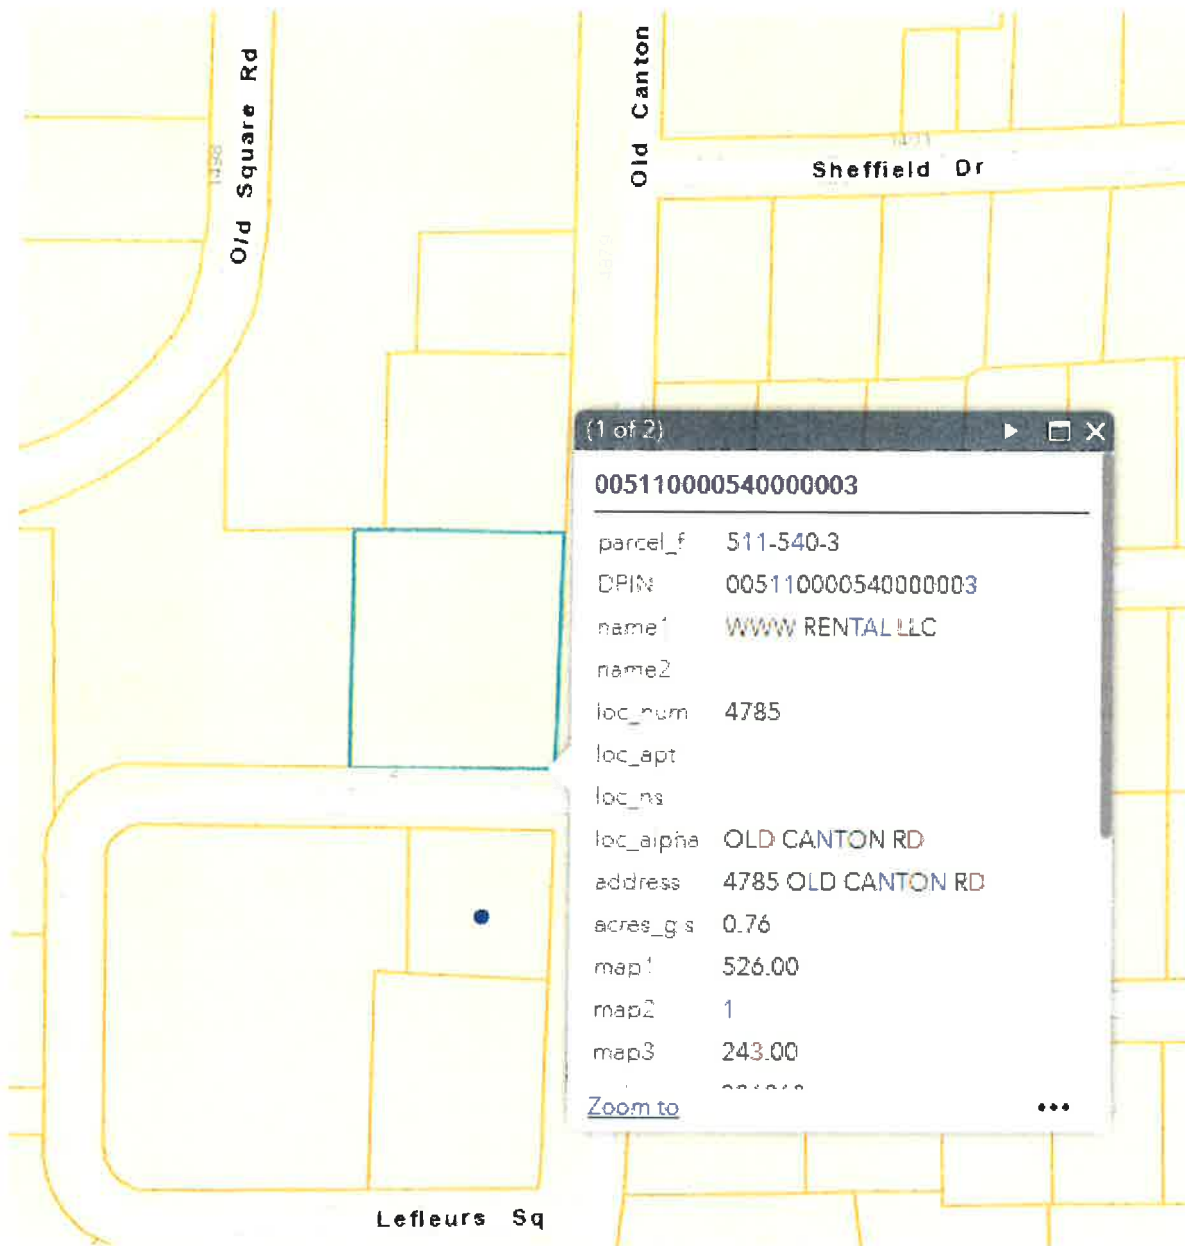 Old Square Rd
1498
Old Canton
Sheffield Dr
(1 of 2)
005110000540000003
parcel_f 511-540-3
DPIN 005110000540000003
name1 WWW RENTAL LLC
name2
loc_num 4785
loc_apt
loc_ns
loc_alpha OLD CANTON RD
address 4785 OLD CANTON RD
acres_gis 0.76
map1 526.00
map2 1
map3 243.00
Zoom to
Lefleurs Sq